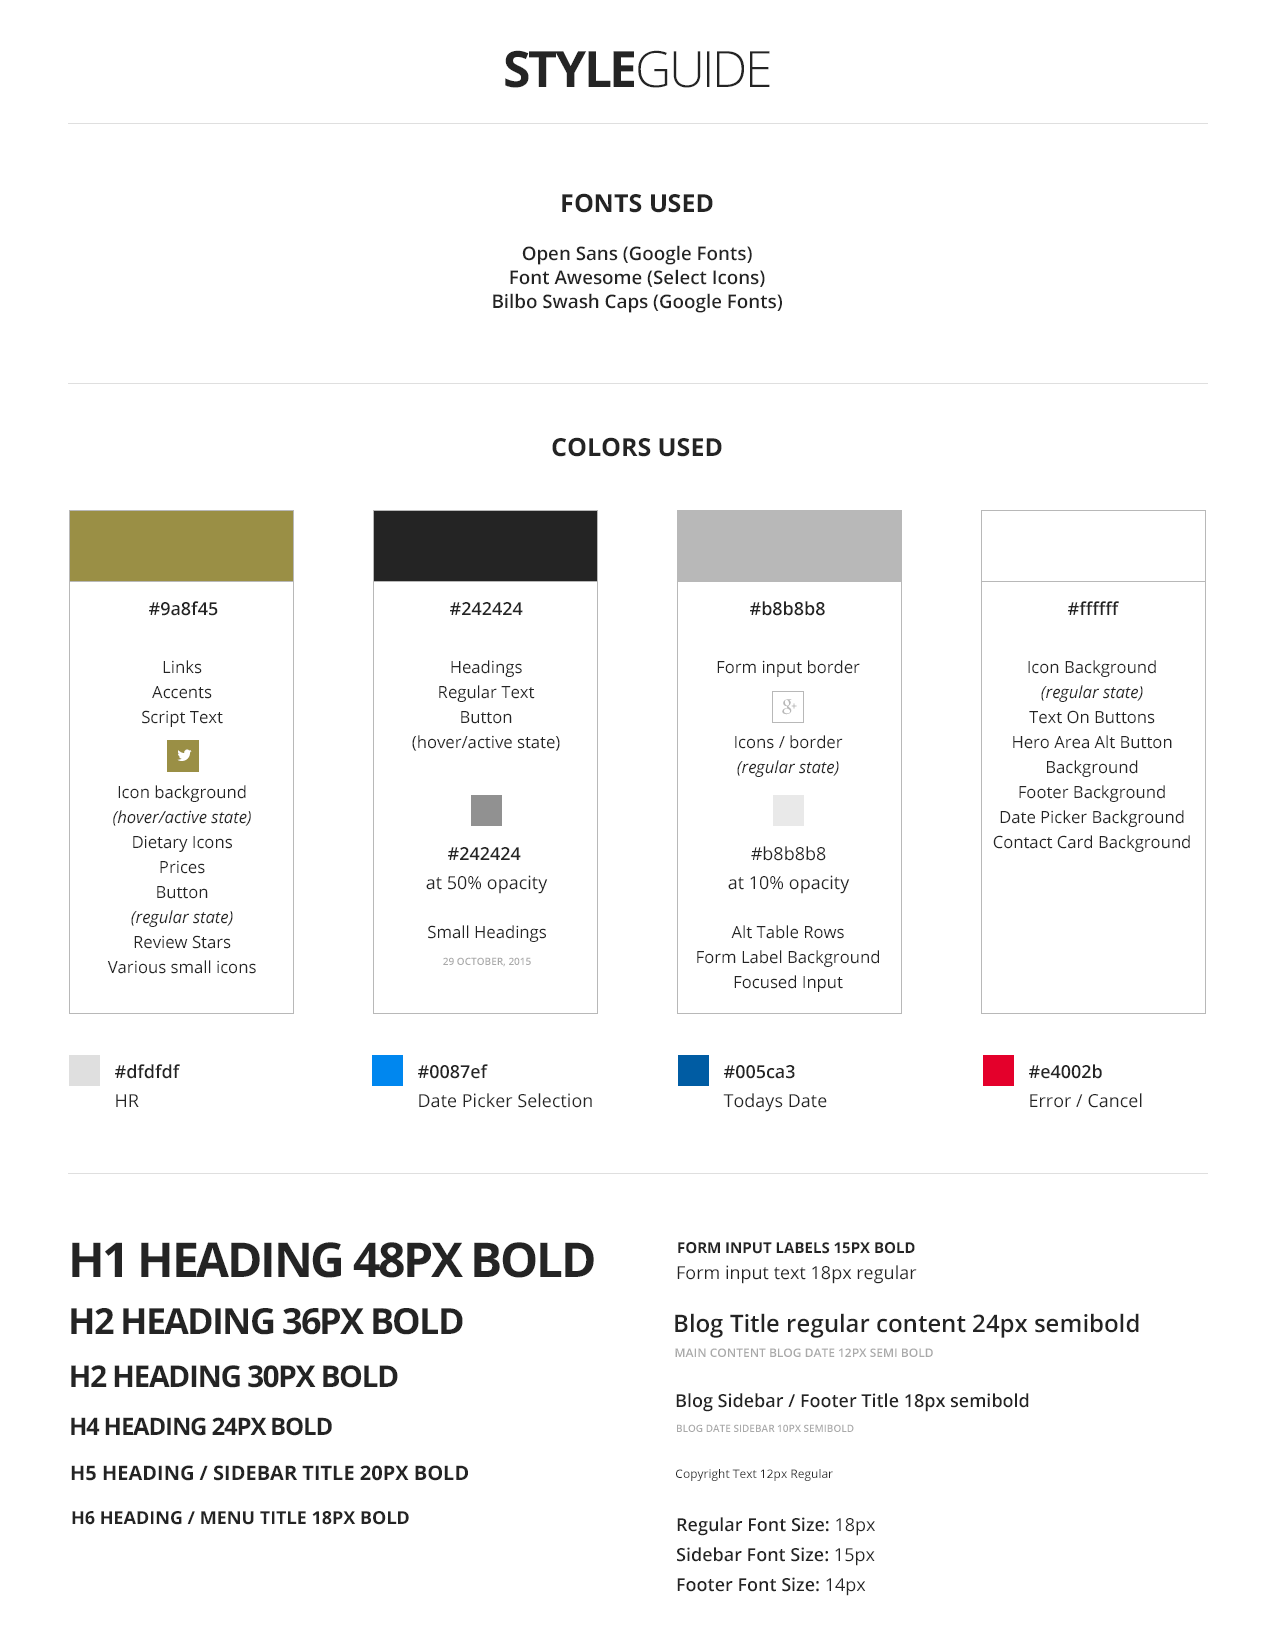 STYLEGUIDE
FONTS USED
Open Sans (Google Fonts)
Font Awesome (Select Icons)
Bilbo Swash Caps (Google Fonts)
COLORS USED
#9a8f45
Links
Accents
Script Text
Icon background
(hover/active state)
Dietary Icons
Prices
Button
(regular state)
Review Stars
Various small icons
#242424
Headings
Regular Text
Button
(hover/active state)
#242424
at 50% opacity
Small Headings
29 OCTOBER, 2015
#b8b8b8
Form input border
g+
Icons / border
(regular state)
#b8b8b8
at 10% opacity
Alt Table Rows
Form Label Background
Focused Input
#ffffff
Icon Background
(regular state)
Text On Buttons
Hero Area Alt Button
Background
Footer Background
Date Picker Background
Contact Card Background
#dfdfdf
HR
#0087ef
Date Picker Selection
#005ca3
Todays Date
#e4002b
Error / Cancel
H1 HEADING 48PX BOLD
H2 HEADING 36PX BOLD
H2 HEADING 30PX BOLD
H4 HEADING 24PX BOLD
H5 HEADING / SIDEBAR TITLE 20PX BOLD
H6 HEADING / MENU TITLE 18PX BOLD
FORM INPUT LABELS 15PX BOLD
Form input text 18px regular
Blog Title regular content 24px semibold
MAIN CONTENT BLOG DATE 12PX SEMI BOLD
Blog Sidebar / Footer Title 18px semibold
BLOG DATE SIDEBAR 10PX SEMIBOLD
Copyright Text 12px Regular
Regular Font Size: 18px
Sidebar Font Size: 15px
Footer Font Size: 14px